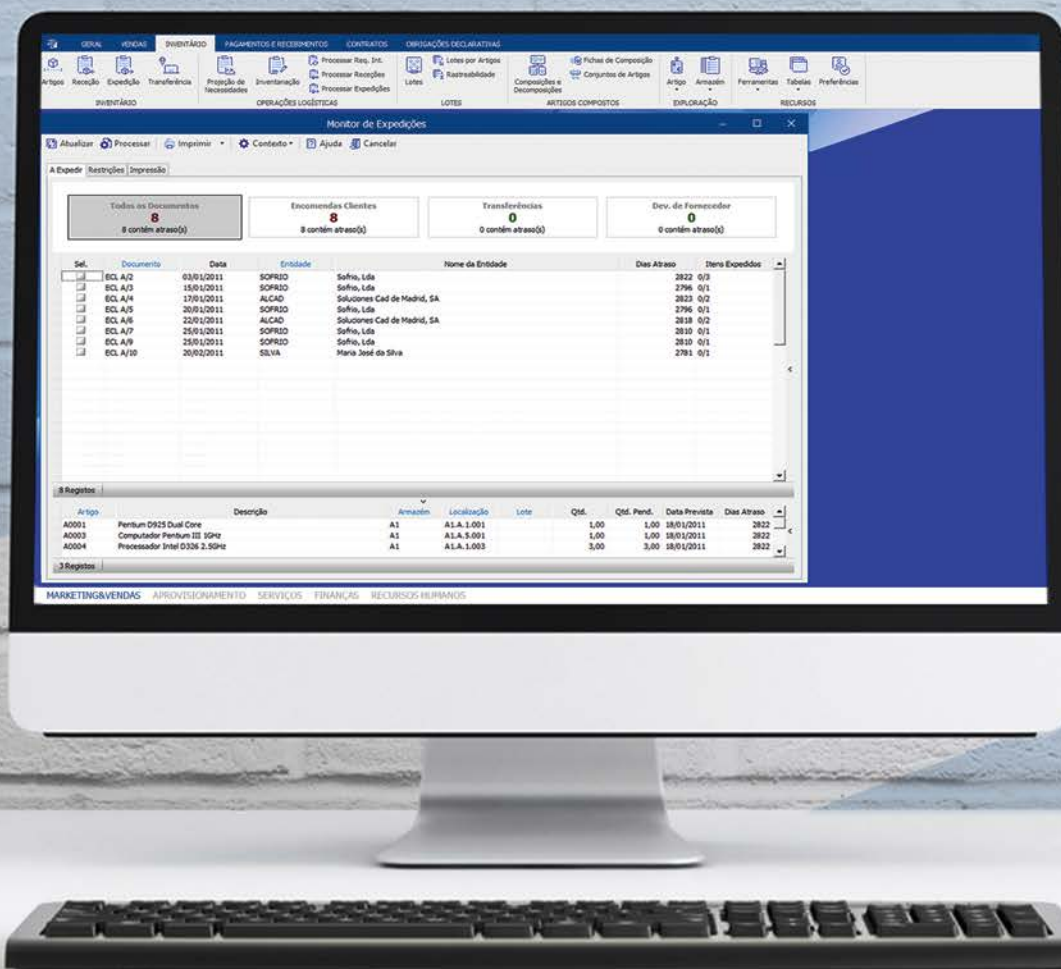 GERAL VENDAS INVENTÁRIO PAGAMENTOS E RECEBIMENTOS CONTRATOS OBRIGAÇÕES DECLARATIVAS
Artigos Receção Expedição Transferência Projeção de Necessidades Inventariação Processar Req. Int. Lotes Lotes por Artigos Composições e Decomposições Fichas de Composição Artigo Armazém Ferramentas Tabelas Preferências
Processar Receções Rastreabilidade Conjuntos de Artigos
Processar Expedições
INVENTÁRIO OPERAÇÕES LOGÍSTICAS LOTES ARTIGOS COMPOSTOS EXPLORAÇÃO RECURSOS
Monitor de Expedições
Atualizar Processar Imprimir Contexto Ajuda Cancelar
A Expedir Restrições Impressão
Todos os Documentos Encomendas Clientes Transferências Dev. de Fornecedor
8 8 0 0
8 contém atraso(s) 8 contém atraso(s) 0 contém atraso(s) 0 contém atraso(s)
Sel. Documento Data Entidade Nome da Entidade Dias Atraso Itens Expedidos
ECL A/2 03/01/2011 SOFRIO Sofrio, Lda 2822 0/3
ECL A/3 15/01/2011 SOFRIO Sofrio, Lda 2796 0/1
ECL A/4 17/01/2011 ALCAD Soluciones Cad de Madrid, SA 2823 0/2
ECL A/5 20/01/2011 SOFRIO Sofrio, Lda 2796 0/1
ECL A/6 22/01/2011 ALCAD Soluciones Cad de Madrid, SA 2818 0/2
ECL A/7 25/01/2011 SOFRIO Sofrio, Lda 2810 0/1
ECL A/9 25/01/2011 SOFRIO Sofrio, Lda 2810 0/1
ECL A/10 20/02/2011 SILVA Maria José da Silva 2781 0/1
8 Registos
Artigo Descrição Armazém Localização Lote Qtd. Qtd. Pend. Data Prevista Dias Atraso
A0001 Pentium D925 Dual Core A1 A1.A.1.001 1,00 1,00 18/01/2011 2822
A0003 Computador Pentium III 1GHz A1 A1.A.5.001 1,00 1,00 18/01/2011 2822
A0004 Processador Intel D326 2.5GHz A1 A1.A.1.003 3,00 3,00 18/01/2011 2822
3 Registos
MARKETING&VENDAS APROVISIONAMENTO SERVIÇOS FINANÇAS RECURSOS HUMANOS